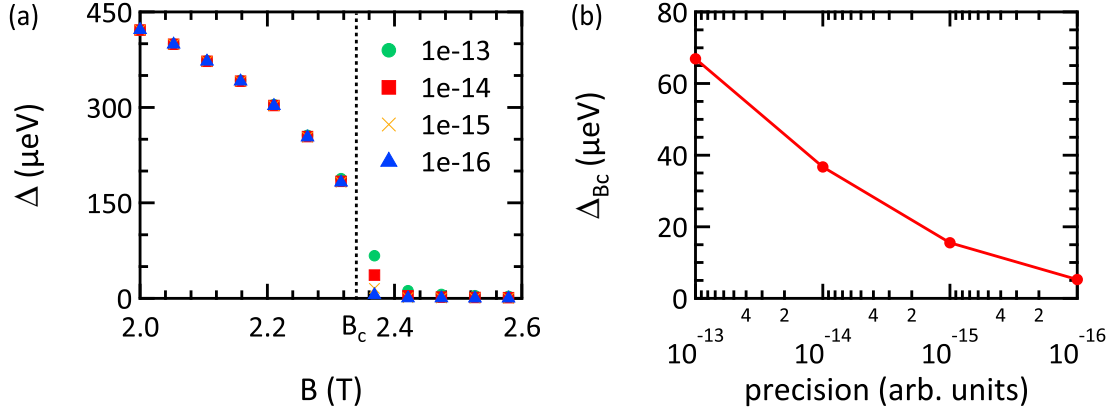 (a)
450
300
150
0
Δ (μeV)
1e-13
1e-14
1e-15
1e-16
2.0
2.2
B_c
2.4
2.6
B (T)
(b)
80
60
40
20
0
Δ_Bc (μeV)
10^-13
4
2
10^-14
4
2
10^-15
4
2
10^-16
precision (arb. units)